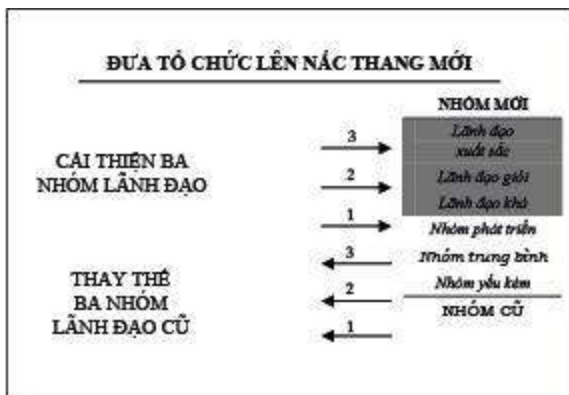 ĐƯA TỔ CHỨC LÊN NẤC THANG MỚI
NHÓM MỚI
CẢI THIỆN BA
NHÓM LÃNH ĐẠO
3
2
1
Lãnh đạo
xuất sắc
Lãnh đạo giỏi
Lãnh đạo khá
Nhóm phát triển
Nhóm trung bình
Nhóm yếu kém
NHÓM CŨ
THAY THẾ
BA NHÓM
LÃNH ĐẠO CŨ
3
2
1